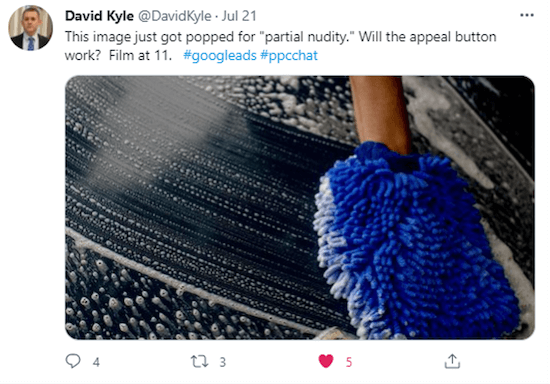 David Kyle @DavidKyle · Jul 21
This image just got popped for "partial nudity." Will the appeal button
work? Film at 11. #googleads #ppcchat
4 3 5